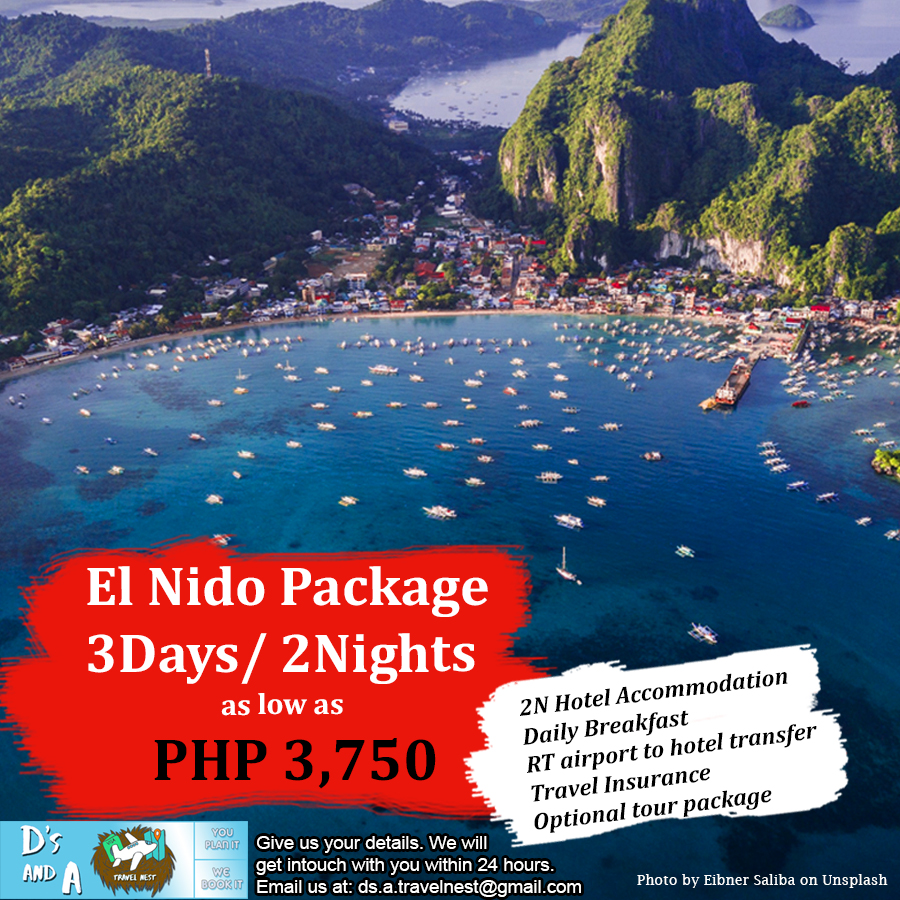 El Nido Package
3Days/ 2Nights
as low as
PHP 3,750
2N Hotel Accommodation
Daily Breakfast
RT airport to hotel transfer
Travel Insurance
Optional tour package
D's
AND A
TRAVEL NEST
YOU
PLAN IT
WE
BOOK IT
Give us your details. We will
get intouch with you within 24 hours.
Email us at: ds.a.travelnest@gmail.com
Photo by Eibner Saliba on Unsplash